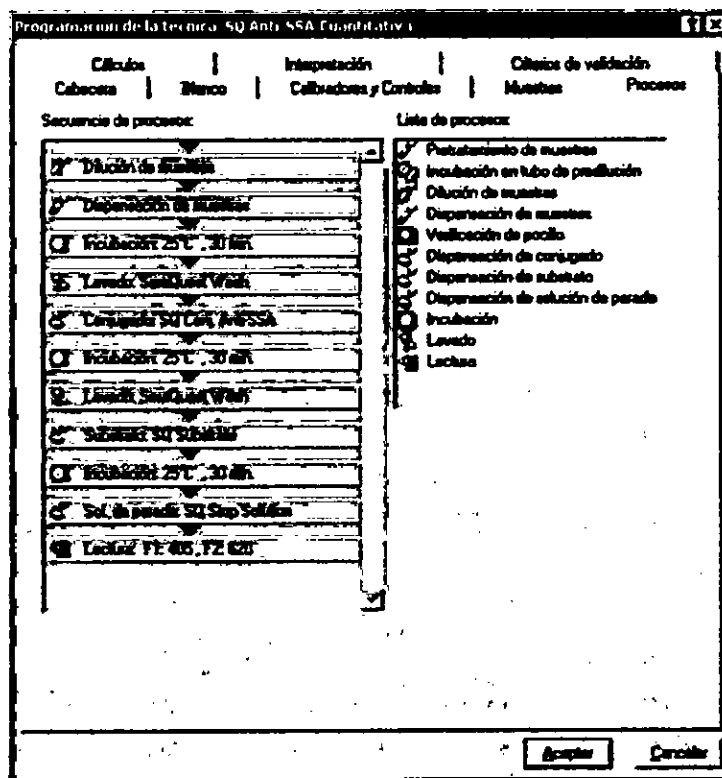 Programacion de la tecnica: SQ Anti-SSA Cuantitativa
Cálculos Interpretación Criterios de validación
Cabecera Blanco Calibradores y Controles Muestras Procesos
Secuencia de procesos:
Dilución de muestras
Dispensación de muestras
Incubación: 25°C , 30 min.
Lavado: SeaQuest Wash
Conjugado: SQ Conj. Anti-SSA
Incubación: 25°C , 30 min.
Lavado: SeaQuest Wash
Substrato: SQ Substrate
Incubación: 25°C , 30 min.
Sol. de parada: SQ Stop Solution
Lectura: F1: 405 , F2: 620
Lista de procesos:
Pretratamiento de muestras
Incubación en tubo de predilución
Dilución de muestras
Dispensación de muestras
Verificación de pocillo
Dispensación de conjugado
Dispensación de substrato
Dispensación de solución de parada
Incubación
Lavado
Lectura
Aceptar Cancelar